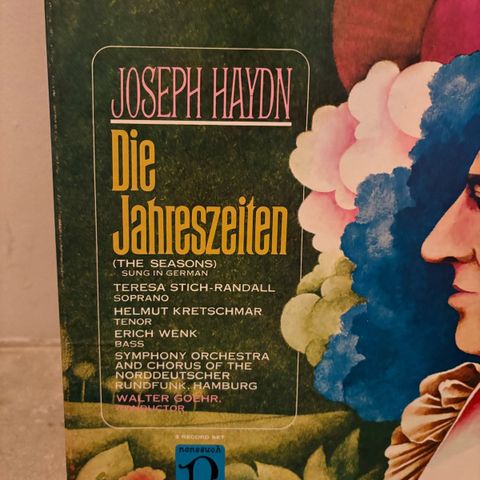 JOSEPH HAYDN
Die
Jahreszeiten
(THE SEASONS)
SUNG IN GERMAN
TERESA STICH-RANDALL
SOPRANO
HELMUT KRETSCHMAR
TENOR
ERICH WENK
BASS
SYMPHONY ORCHESTRA
AND CHORUS OF THE
NORDDEUTSCHER
RUNDFUNK, HAMBURG
WALTER GOEHR,
CONDUCTOR
3 RECORD SET
nonesuch